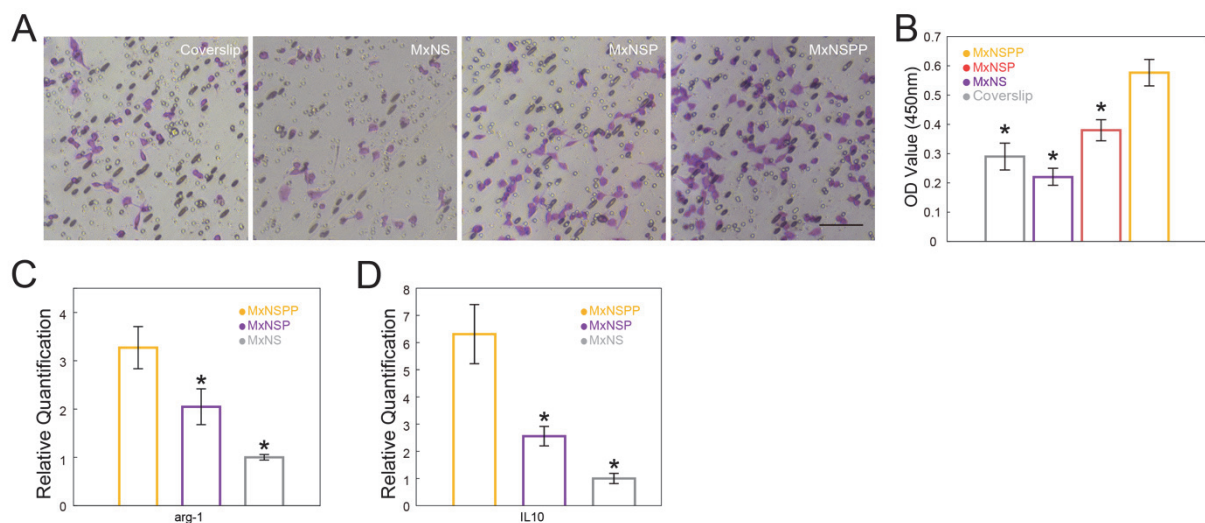 A
Coverslip
MxNS
MxNSP
MxNSPP
B
OD Value (450nm)
0.7
0.6
0.5
0.4
0.3
0.2
0.1
0
MxNSPP
MxNSP
MxNS
Coverslip
*
*
*
C
Relative Quantification
4
3
2
1
0
MxNSPP
MxNSP
MxNS
*
*
arg-1
D
Relative Quantification
8
7
6
5
4
3
2
1
0
MxNSPP
MxNSP
MxNS
*
*
IL10